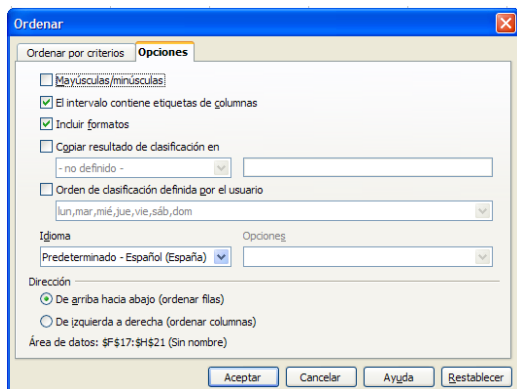 Ordenar
Ordenar por criterios
Opciones
Mayúsculas/minúsculas
El intervalo contiene etiquetas de columnas
Incluir formatos
Copiar resultado de clasificación en
- no definido -
Orden de clasificación definida por el usuario
lun,mar,mié,jue,vie,sáb,dom
Idioma
Opciones
Predeterminado - Español (España)
Dirección
De arriba hacia abajo (ordenar filas)
De izquierda a derecha (ordenar columnas)
Área de datos: $F$17:$H$21 (Sin nombre)
Aceptar
Cancelar
Ayuda
Restablecer